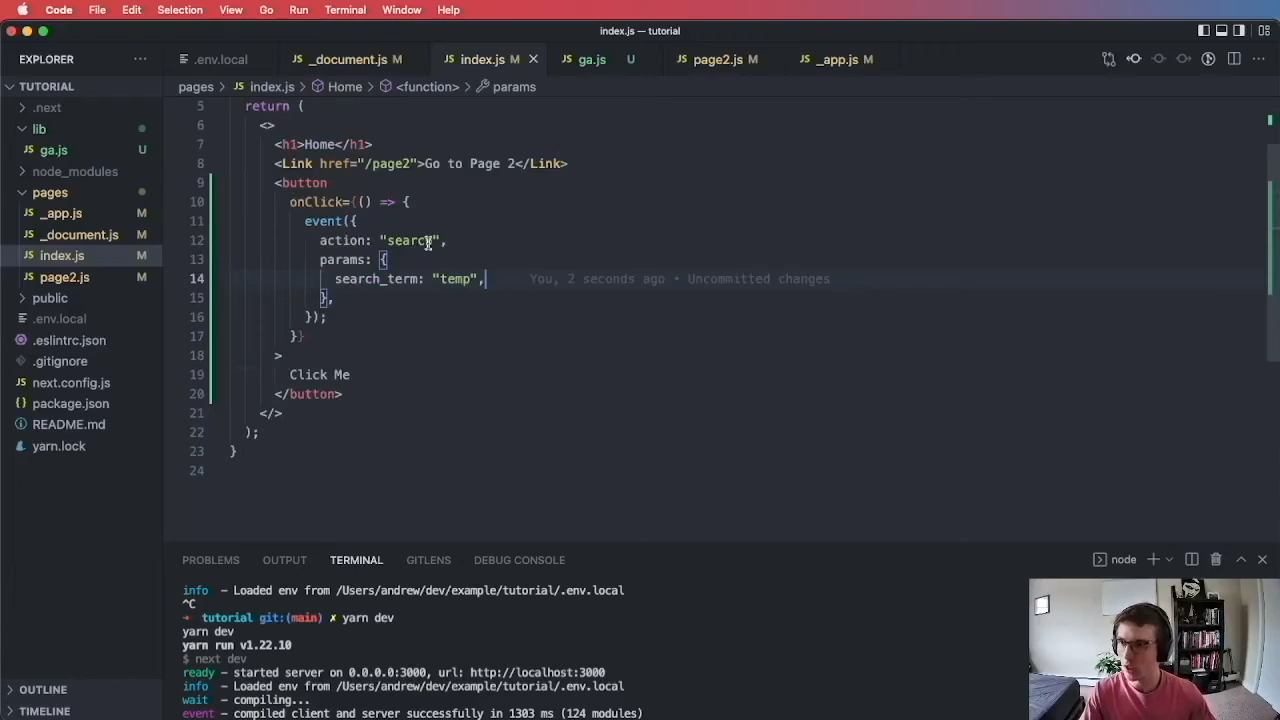 Code File Edit Selection View Go Run Terminal Window Help
index.js — tutorial
EXPLORER
.env.local _document.js M index.js M ga.js U page2.js M _app.js M
TUTORIAL
pages > JS index.js > Home > <function> > params
.next
lib
ga.js U
node_modules
pages
JS _app.js M
JS _document.js M
JS index.js M
JS page2.js M
public
.env.local
.eslintrc.json
.gitignore
JS next.config.js
package.json
README.md
yarn.lock
OUTLINE
TIMELINE
5 return (
6 <>
7 <h1>Home</h1>
8 <Link href="/page2">Go to Page 2</Link>
9 <button
10 onClick={() => {
11 event({
12 action: "search",
13 params: {
14 search_term: "temp", You, 2 seconds ago • Uncommitted changes
15 },
16 });
17 }}
18 >
19 Click Me
20 </button>
21 </>
22 );
23 }
24
PROBLEMS OUTPUT TERMINAL GITLENS DEBUG CONSOLE
node
info - Loaded env from /Users/andrew/dev/example/tutorial/.env.local
^C
➜ tutorial git:(main) ✗ yarn dev
yarn dev
yarn run v1.22.10
$ next dev
ready - started server on 0.0.0.0:3000, url: http://localhost:3000
info - Loaded env from /Users/andrew/dev/example/tutorial/.env.local
wait - compiling...
event - compiled client and server successfully in 1303 ms (124 modules)